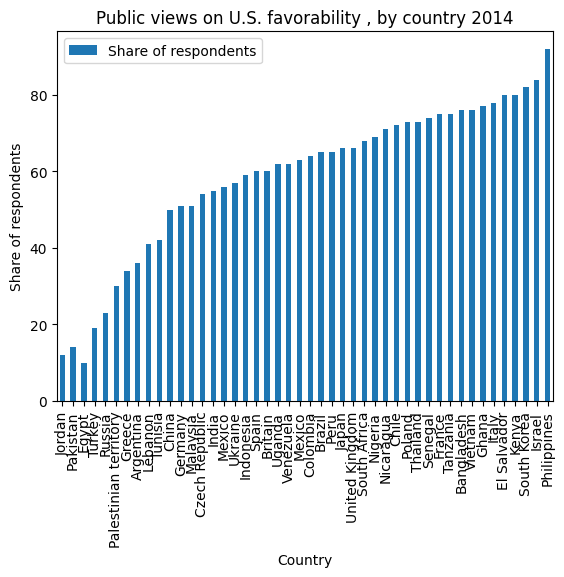 Public views on U.S. favorability , by country 2014
Share of respondents
Share of respondents
80
60
40
20
0
Jordan
Pakistan
Egypt
Turkey
Russia
Palestinian territory
Greece
Argentina
Lebanon
Tunisia
China
Germany
Malaysia
Czech Republic
India
Mexico
Ukraine
Indonesia
Spain
Britain
Uganda
Venezuela
Mexico
Colombia
Brazil
Peru
Japan
United Kingdom
South Africa
Nigeria
Nicaragua
Chile
Poland
Thailand
Senegal
France
Tanzania
Bangladesh
Vietnam
Ghana
Italy
El Salvador
Kenya
South Korea
Israel
Philippines
Country